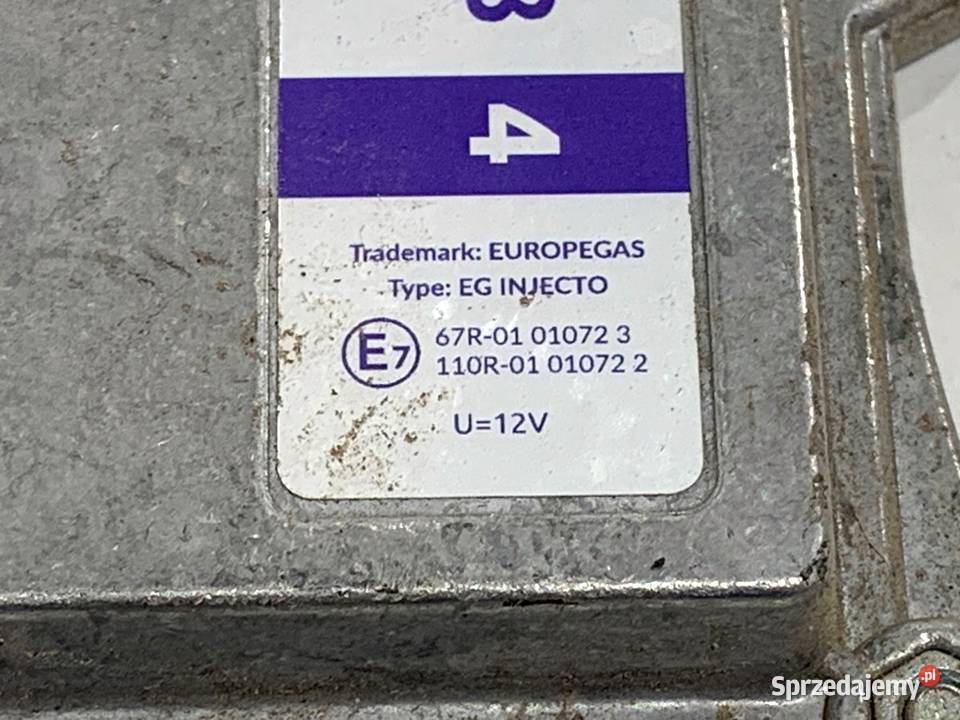 4
Trademark: EUROPEGAS
Type: EG INJECTO
E7
67R-01 01072 3
110R-01 01072 2
U=12V
Sprzedajemy.pl